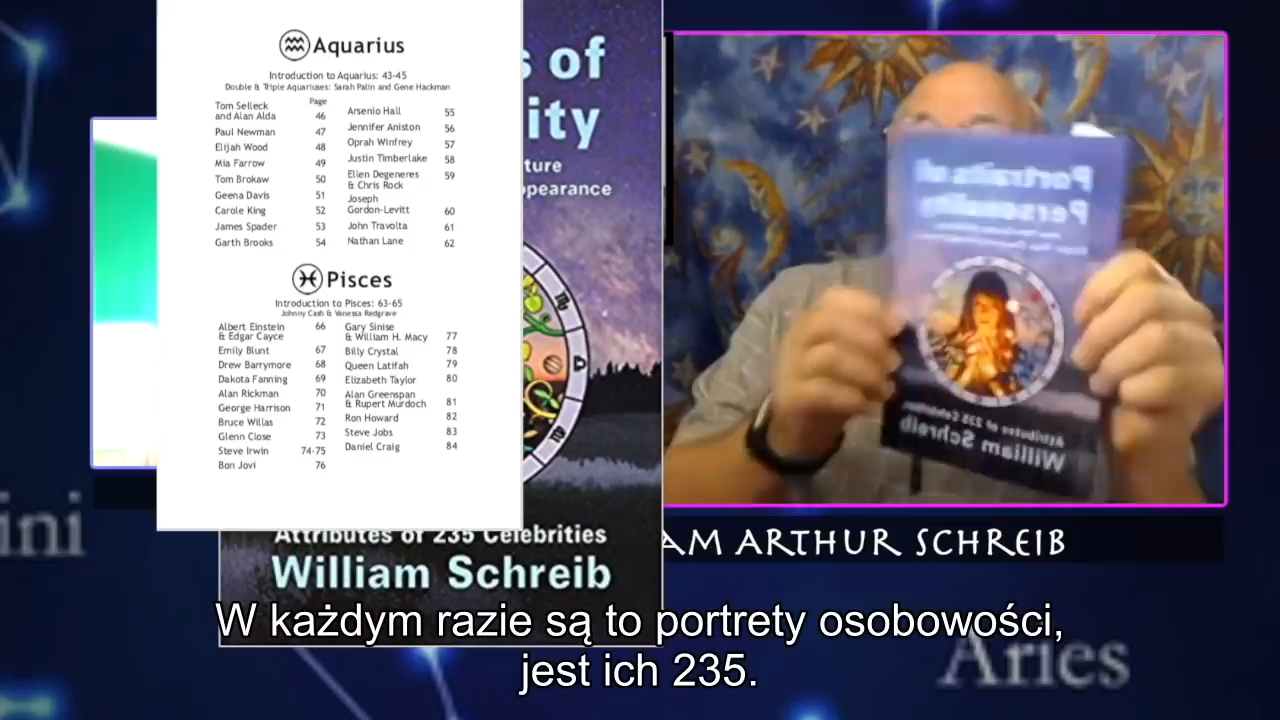 Aquarius
Introduction to Aquarius: 43-45
Double & Triple Aquariuses: Sarah Palin and Gene Hackman
Page
Tom Selleck
and Alan Alda 46
Paul Newman 47
Elijah Wood 48
Mia Farrow 49
Tom Brokaw 50
Geena Davis 51
Carole King 52
James Spader 53
Garth Brooks 54
Arsenio Hall 55
Jennifer Aniston 56
Oprah Winfrey 57
Justin Timberlake 58
Ellen Degeneres 59
& Chris Rock
Joseph
Gordon-Levitt 60
John Travolta 61
Nathan Lane 62
Pisces
Introduction to Pisces: 63-65
Johnny Cash & Vanessa Redgrave
Albert Einstein 66
& Edgar Cayce
Emily Blunt 67
Drew Barrymore 68
Dakota Fanning 69
Alan Rickman 70
George Harrison 71
Bruce Willas 72
Glenn Close 73
Steve Irwin 74-75
Bon Jovi 76
Gary Sinise
& William H. Macy 77
Billy Crystal 78
Queen Latifah 79
Elizabeth Taylor 80
Alan Greenspan
& Rupert Murdoch 81
Ron Howard 82
Steve Jobs 83
Daniel Craig 84
s of
ity
ture
pearance
Attributes of 235 Celebrities
William Schreib
Portraits of
Personality
Attributes of 235 Celebrities
William Schreib
AM ARTHUR SCHREIB
ini
Aries
W każdym razie są to portrety osobowości,
jest ich 235.